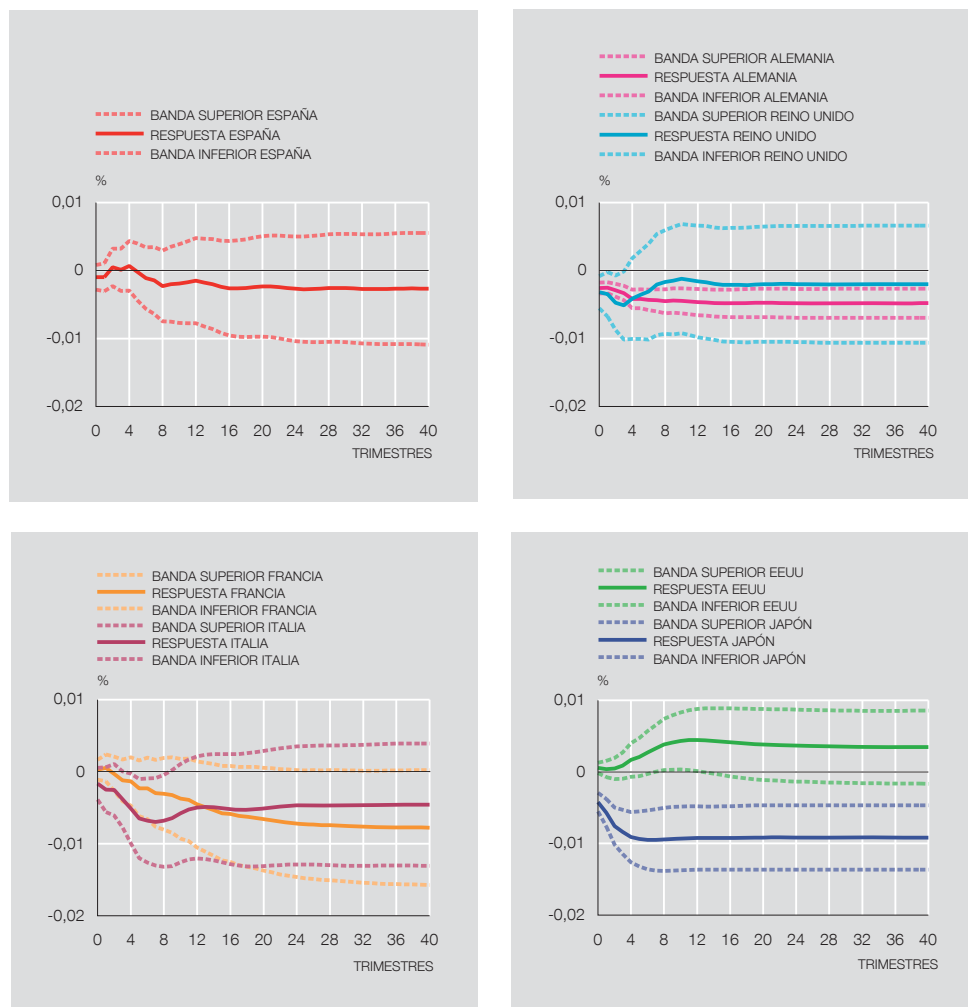 BANDA SUPERIOR ESPAÑA
RESPUESTA ESPAÑA
BANDA INFERIOR ESPAÑA
%
0,01
0
-0,01
-0,02
0 4 8 12 16 20 24 28 32 36 40
TRIMESTRES
BANDA SUPERIOR ALEMANIA
RESPUESTA ALEMANIA
BANDA INFERIOR ALEMANIA
BANDA SUPERIOR REINO UNIDO
RESPUESTA REINO UNIDO
BANDA INFERIOR REINO UNIDO
%
0,01
0
-0,01
-0,02
0 4 8 12 16 20 24 28 32 36 40
TRIMESTRES
BANDA SUPERIOR FRANCIA
RESPUESTA FRANCIA
BANDA INFERIOR FRANCIA
BANDA SUPERIOR ITALIA
RESPUESTA ITALIA
BANDA INFERIOR ITALIA
%
0,01
0
-0,01
-0,02
0 4 8 12 16 20 24 28 32 36 40
TRIMESTRES
BANDA SUPERIOR EEUU
RESPUESTA EEUU
BANDA INFERIOR EEUU
BANDA SUPERIOR JAPÓN
RESPUESTA JAPÓN
BANDA INFERIOR JAPÓN
%
0,01
0
-0,01
-0,02
0 4 8 12 16 20 24 28 32 36 40
TRIMESTRES